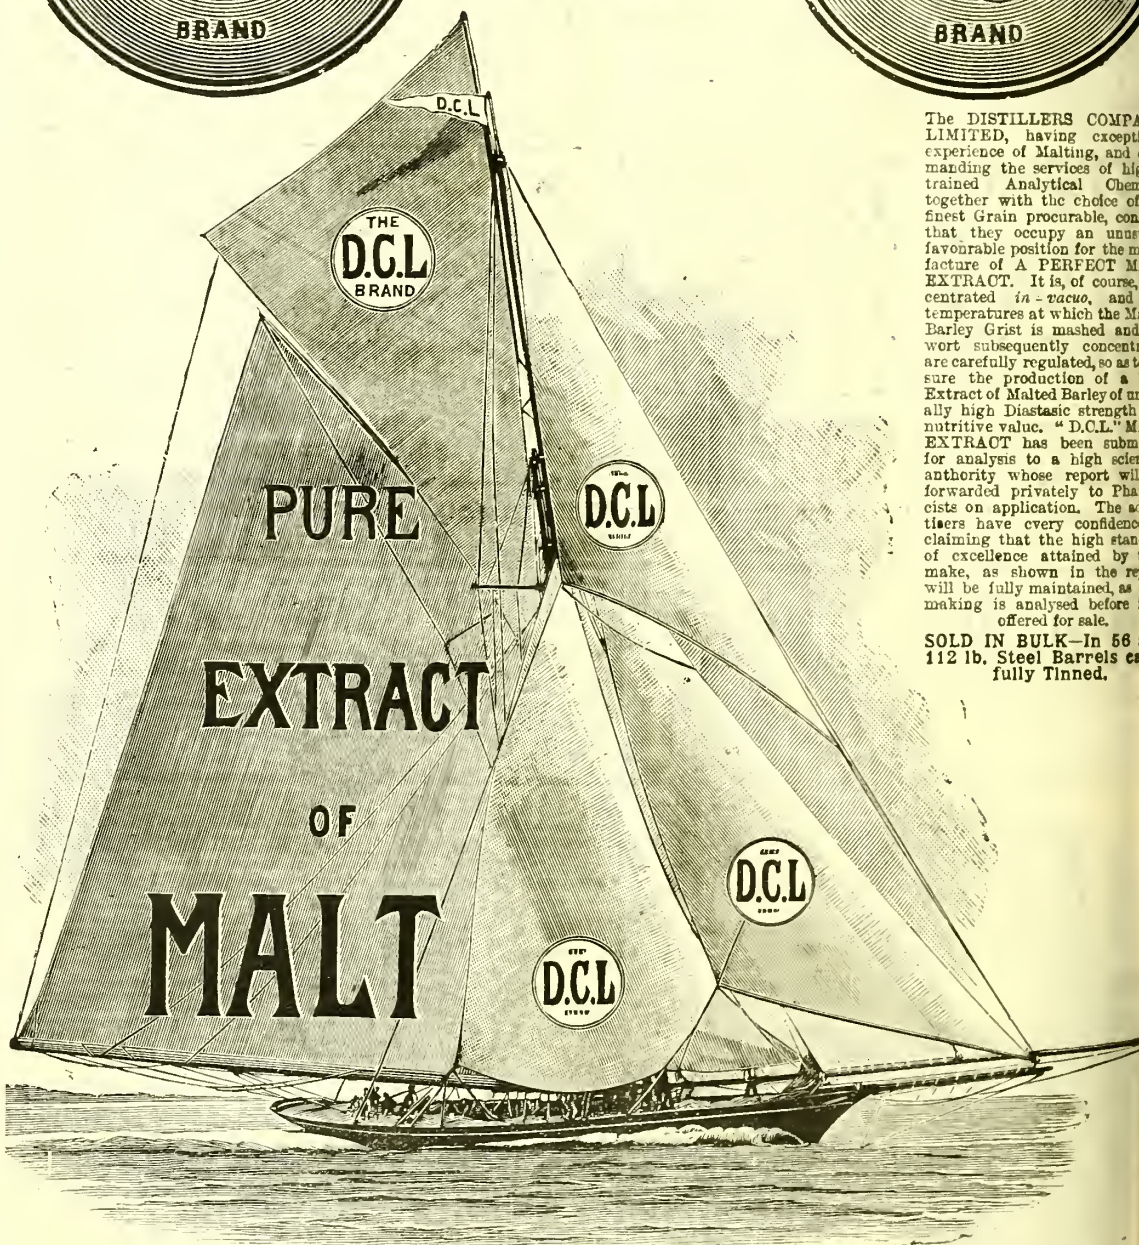 BRAND
BRAND
D.C.L
THE
D.C.L
BRAND
D.C.L
PURE
EXTRACT
OF
MALT
D.C.L
D.C.L
The DISTILLERS COMPA
LIMITED, having except
experience of Malting, and
manding the services of hig
trained Analytical Chem
together with the choice of
finest Grain procurable, con
that they occupy an unus
favourable position for the m
facture of A PERFECT M
EXTRACT. It is, of course,
centrated in-vacuo, and
temperatures at which the Ma
Barley Grist is mashed and
wort subsequently concentr
are carefully regulated, so as t
sure the production of a
Extract of Malted Barley of un
ally high Diastasic strength
nutritive value. "D.C.L." M
EXTRACT has been subm
for analysis to a high scien
authority whose report wil
forwarded privately to Pha
cists on application. The a
tisers have every confidenc
claiming that the high stan
of excellence attained by
make, as shown in the re
will be fully maintained, as
making is analysed before
offered for sale.
SOLD IN BULK—In 56
112 lb. Steel Barrels ca
fully Tinned.